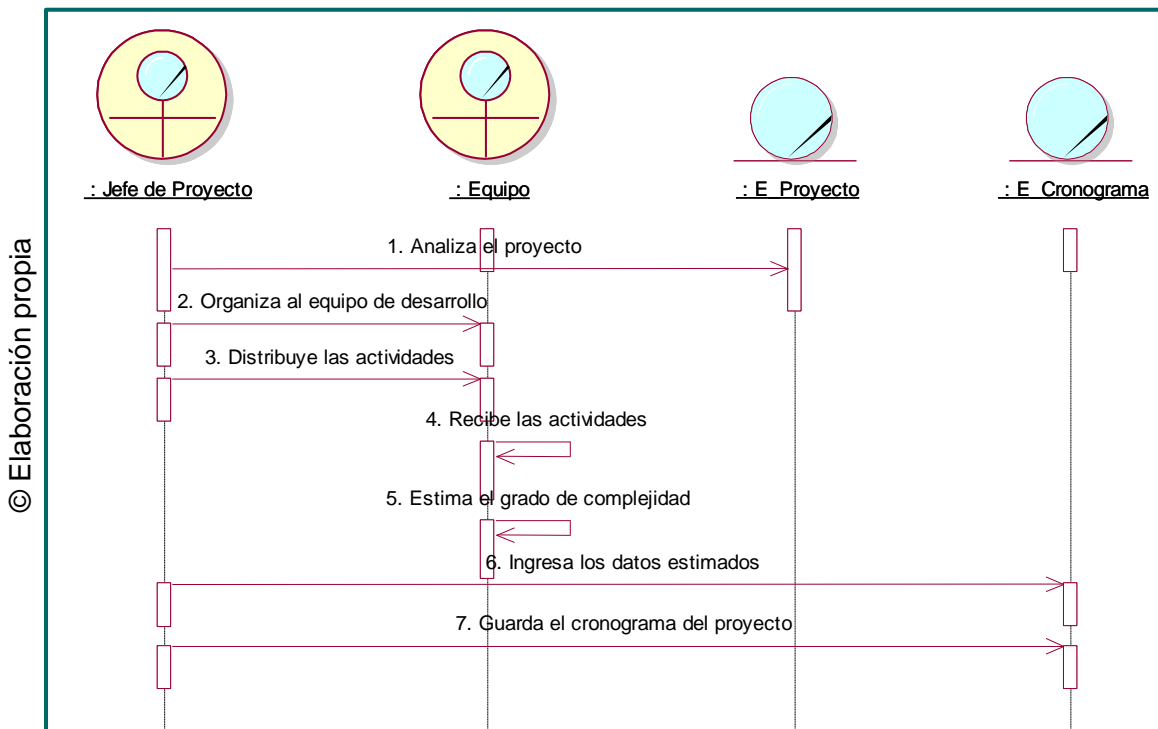 © Elaboración propia
: Jefe de Proyecto
: Equipo
: E_Proyecto
: E_Cronograma
1. Analiza el proyecto
2. Organiza al equipo de desarrollo
3. Distribuye las actividades
4. Recibe las actividades
5. Estima el grado de complejidad
6. Ingresa los datos estimados
7. Guarda el cronograma del proyecto